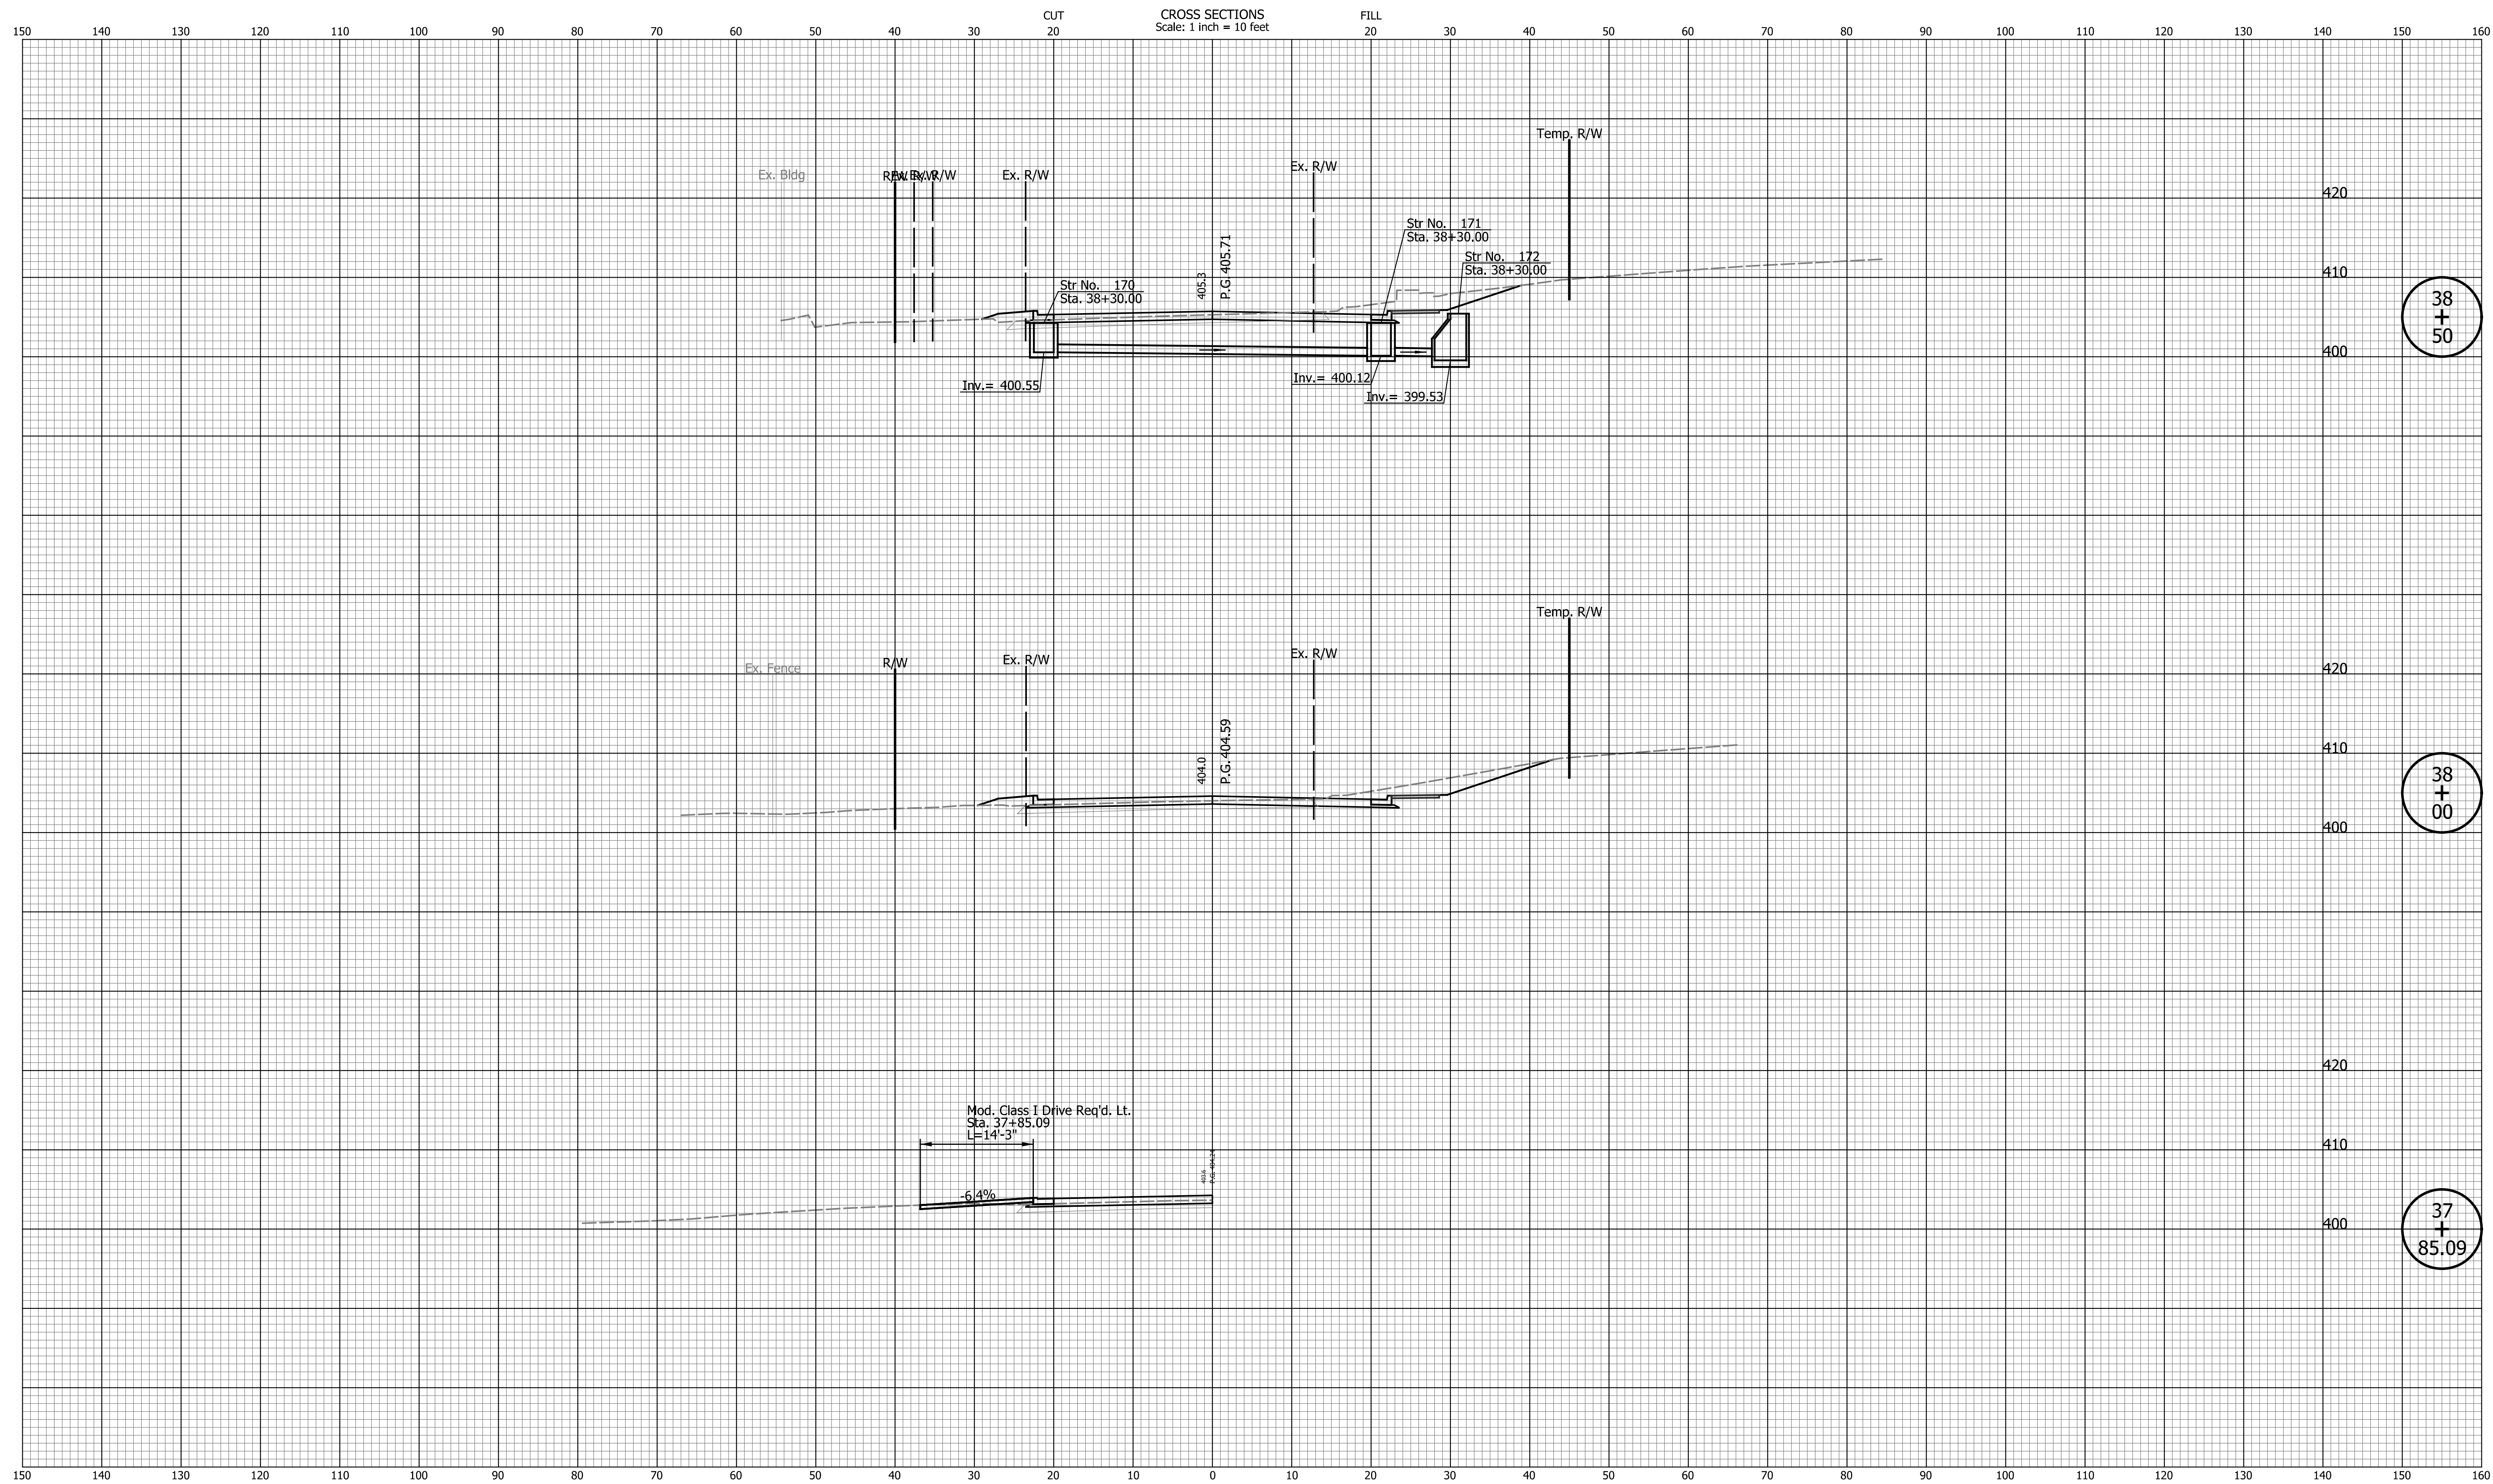 CUT CROSS SECTIONS FILL
Scale: 1 inch = 10 feet
150 140 130 120 110 100 90 80 70 60 50 40 30 20 10 0 10 20 30 40 50 60 70 80 90 100 110 120 130 140 150 160
Temp. R/W
Ex. Bldg
R/W
Ex. R/W
Ex. R/W
Ex. R/W
Ex. R/W
420
410
400
Str No. 171
Sta. 38+30.00
Str No. 172
Sta. 38+30.00
Str No. 170
Sta. 38+30.00
405.3
P.G. 405.71
38
+
50
Inv.= 400.55
Inv.= 400.12
Inv.= 399.53
Temp. R/W
Ex. Fence
R/W
Ex. R/W
Ex. R/W
420
410
400
404.0
P.G. 404.59
38
+
00
420
410
400
Mod. Class I Drive Req'd. Lt.
Sta. 37+85.09
L=14'-3"
-6.4%
403.6
P.G. 404.24
37
+
85.09
150 140 130 120 110 100 90 80 70 60 50 40 30 20 10 0 10 20 30 40 50 60 70 80 90 100 110 120 130 140 150 160